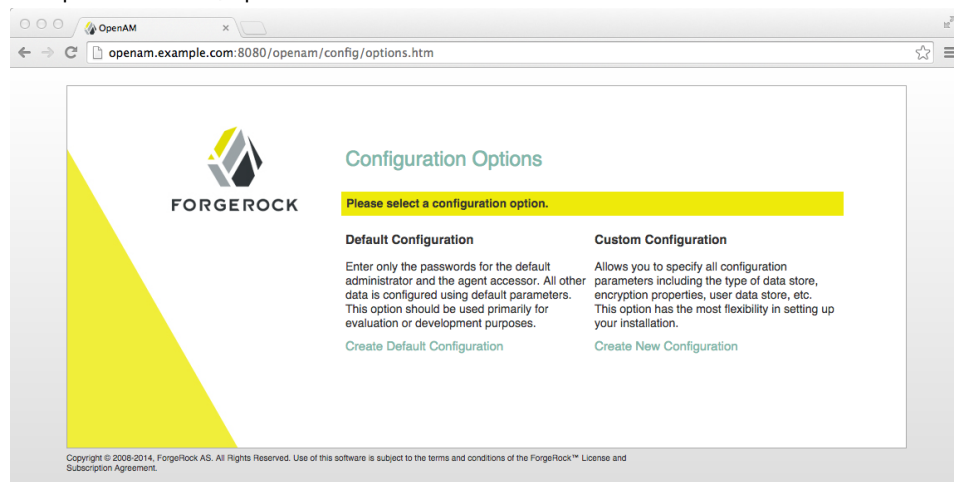 OpenAM
openam.example.com:8080/openam/config/options.htm
FORGEROCK
Configuration Options
Please select a configuration option.
Default Configuration
Enter only the passwords for the default
administrator and the agent accessor. All other
data is configured using default parameters.
This option should be used primarily for
evaluation or development purposes.
Create Default Configuration
Custom Configuration
Allows you to specify all configuration
parameters including the type of data store,
encryption properties, user data store, etc.
This option has the most flexibility in setting up
your installation.
Create New Configuration
Copyright © 2008-2014, ForgeRock AS. All Rights Reserved. Use of this software is subject to the terms and conditions of the ForgeRock™ License and
Subscription Agreement.